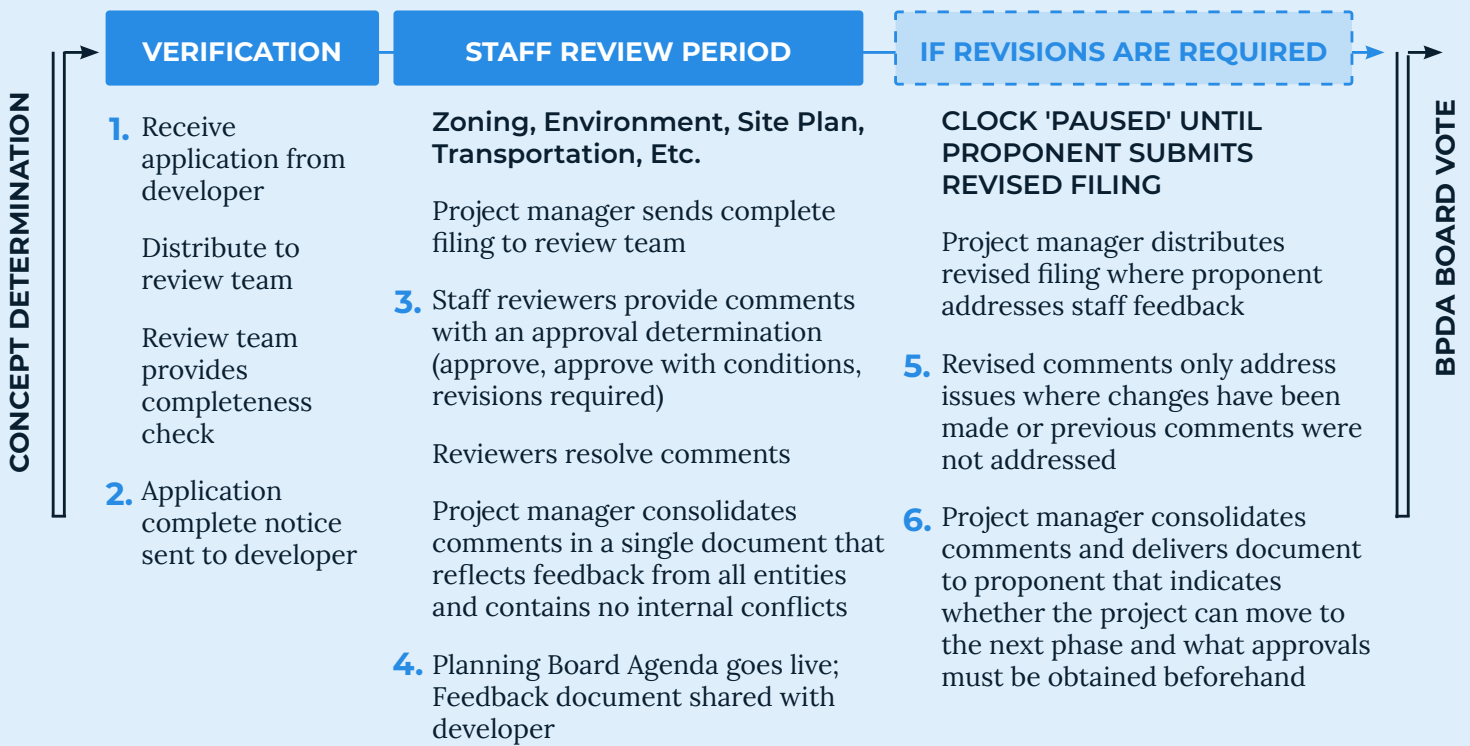 CONCEPT DETERMINATION
VERIFICATION
1. Receive
application from
developer
Distribute to
review team
Review team
provides
completeness
check
2. Application
complete notice
sent to developer
STAFF REVIEW PERIOD
Zoning, Environment, Site Plan,
Transportation, Etc.
Project manager sends complete
filing to review team
3. Staff reviewers provide comments
with an approval determination
(approve, approve with conditions,
revisions required)
Reviewers resolve comments
Project manager consolidates
comments in a single document that
reflects feedback from all entities
and contains no internal conflicts
4. Planning Board Agenda goes live;
Feedback document shared with
developer
IF REVISIONS ARE REQUIRED
CLOCK 'PAUSED' UNTIL
PROPONENT SUBMITS
REVISED FILING
Project manager distributes
revised filing where proponent
addresses staff feedback
5. Revised comments only address
issues where changes have been
made or previous comments were
not addressed
6. Project manager consolidates
comments and delivers document
to proponent that indicates
whether the project can move to
the next phase and what approvals
must be obtained beforehand
BPDA BOARD VOTE